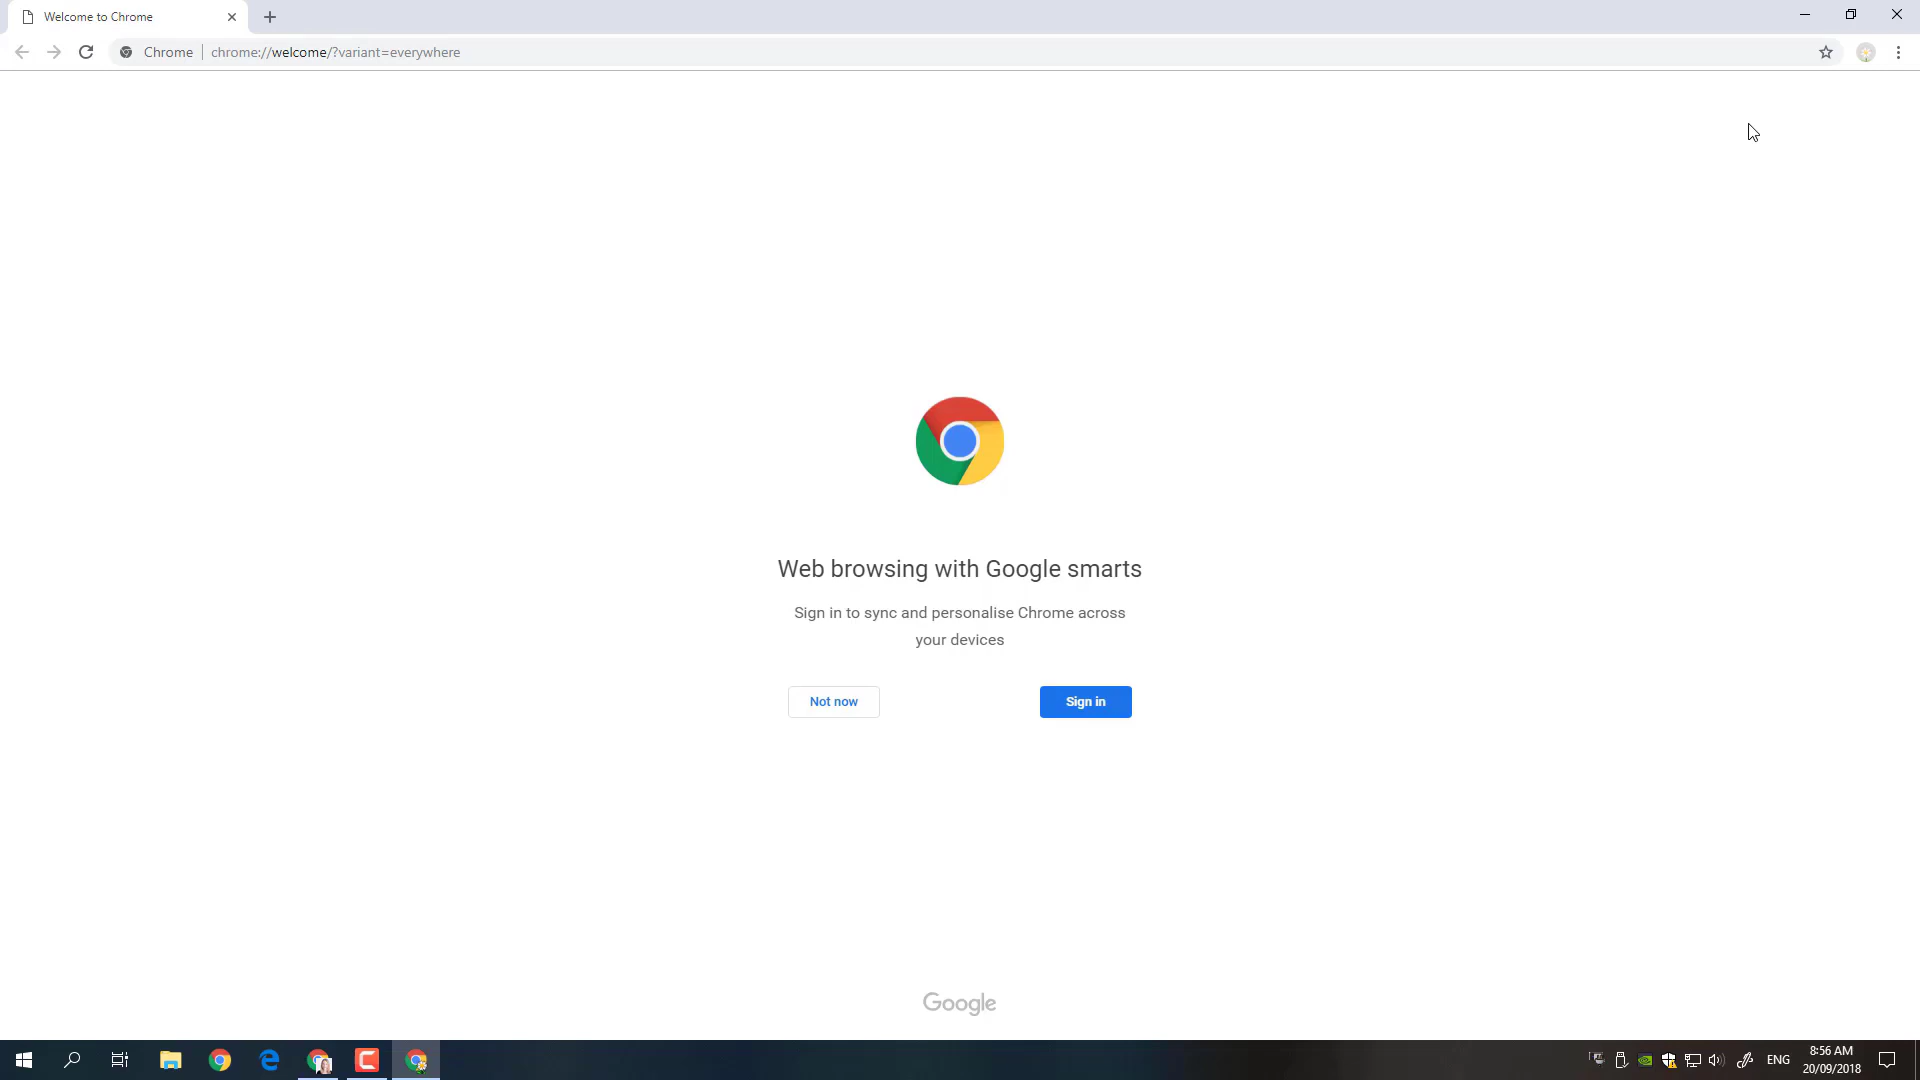 Welcome to Chrome
Chrome
chrome://welcome/?variant=everywhere
Web browsing with Google smarts
Sign in to sync and personalise Chrome across
your devices
Not now
Sign in
Google
ENG
8:56 AM
20/09/2018